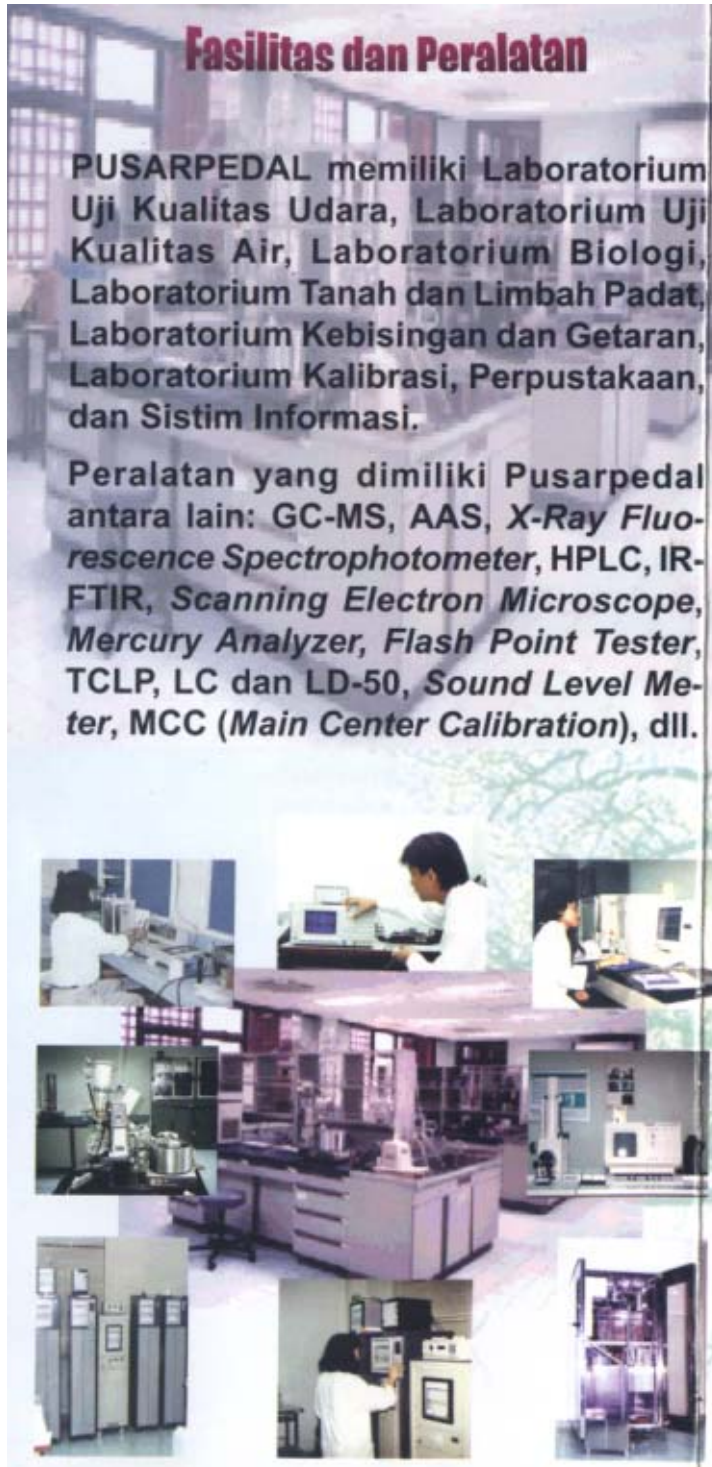 Fasilitas dan Peralatan
PUSARPEDAL memiliki Laboratorium
Uji Kualitas Udara, Laboratorium Uji
Kualitas Air, Laboratorium Biologi,
Laboratorium Tanah dan Limbah Padat,
Laboratorium Kebisingan dan Getaran,
Laboratorium Kalibrasi, Perpustakaan,
dan Sistim Informasi.
Peralatan yang dimiliki Pusarpedal
antara lain: GC-MS, AAS, X-Ray Fluo-
rescence Spectrophotometer, HPLC, IR-
FTIR, Scanning Electron Microscope,
Mercury Analyzer, Flash Point Tester,
TCLP, LC dan LD-50, Sound Level Me-
ter, MCC (Main Center Calibration), dll.